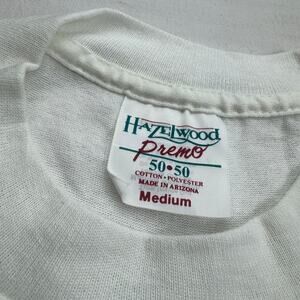 HAZElwood
Premo
50•50
COTTON • POLYESTER
MADE IN ARIZONA
Medium